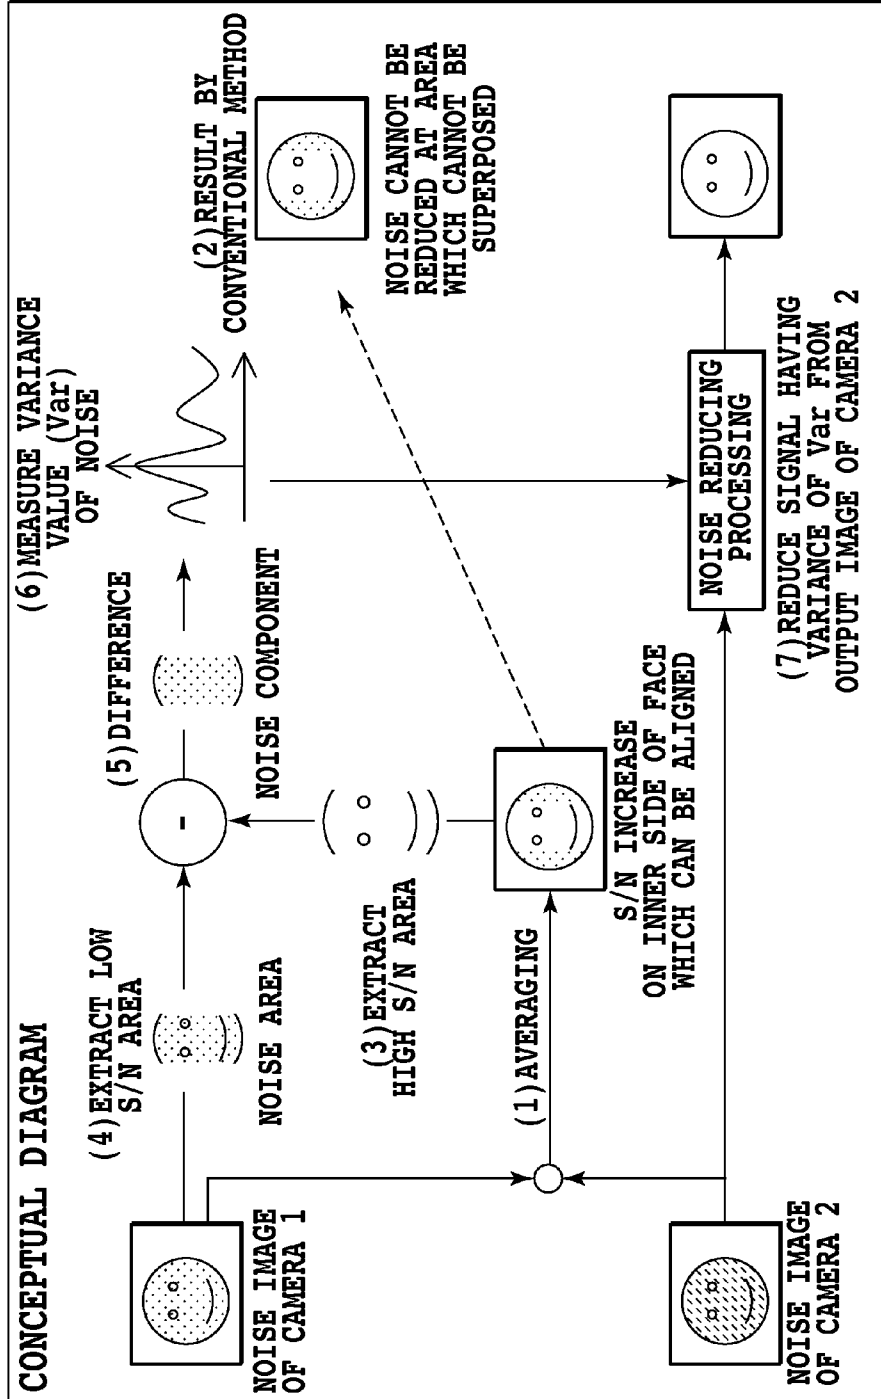 CONCEPTUAL DIAGRAM
NOISE IMAGE
OF CAMERA 1
(4)EXTRACT LOW
S/N AREA
NOISE AREA
(5)DIFFERENCE
-
NOISE COMPONENT
(6)MEASURE VARIANCE
VALUE (Var)
OF NOISE
(2)RESULT BY
CONVENTIONAL METHOD
NOISE CANNOT BE
REDUCED AT AREA
WHICH CANNOT BE
SUPERPOSED
(3)EXTRACT
HIGH S/N AREA
(1)AVERAGING
S/N INCREASE
ON INNER SIDE OF FACE
WHICH CAN BE ALIGNED
NOISE IMAGE
OF CAMERA 2
NOISE REDUCING
PROCESSING
(7)REDUCE SIGNAL HAVING
VARIANCE OF Var FROM
OUTPUT IMAGE OF CAMERA 2